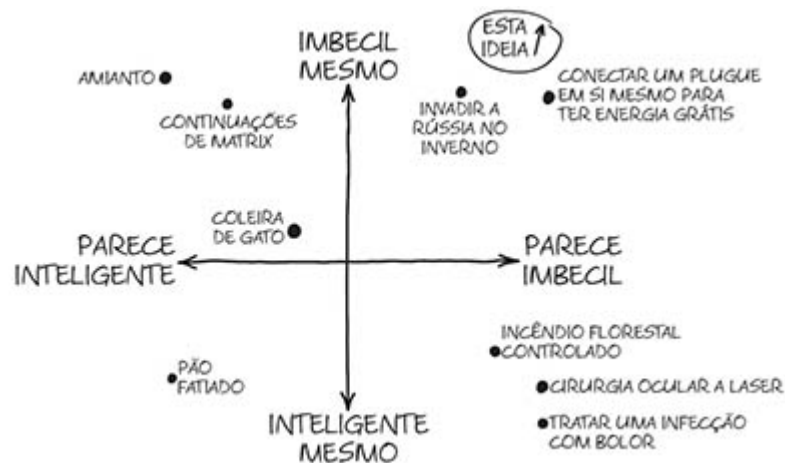 ESTA
IDEIA
IMBECIL
MESMO
AMIANTO
CONTINUAÇÕES
DE MATRIX
INVADIR A
RÚSSIA NO
INVERNO
CONECTAR UM PLUGUE
EM SI MESMO PARA
TER ENERGIA GRÁTIS
COLEIRA
DE GATO
PARECE
INTELIGENTE
PARECE
IMBECIL
INCÊNDIO FLORESTAL
CONTROLADO
PÃO
FATIADO
CIRURGIA OCULAR A LASER
INTELIGENTE
MESMO
TRATAR UMA INFECÇÃO
COM BOLOR